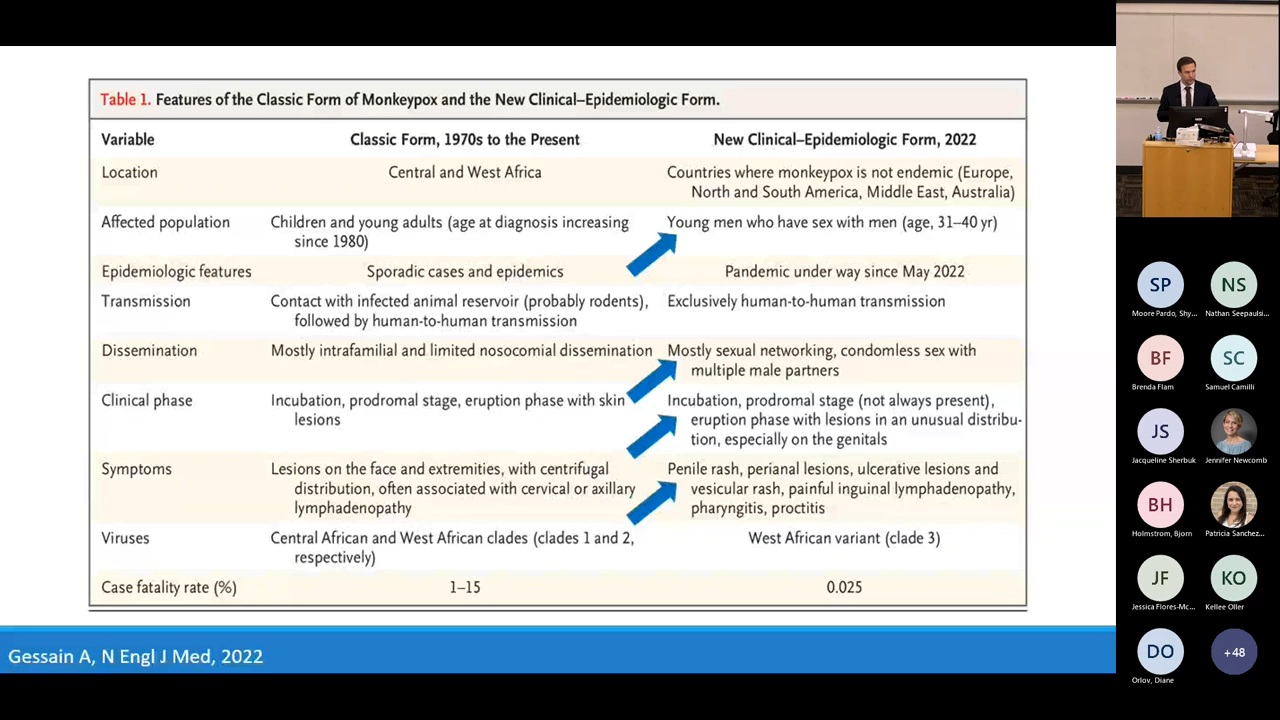 Table 1. Features of the Classic Form of Monkeypox and the New Clinical–Epidemiologic Form.
Variable
Classic Form, 1970s to the Present
New Clinical–Epidemiologic Form, 2022
Location
Central and West Africa
Countries where monkeypox is not endemic (Europe,
North and South America, Middle East, Australia)
Affected population
Children and young adults (age at diagnosis increasing
since 1980)
Young men who have sex with men (age, 31–40 yr)
Epidemiologic features
Sporadic cases and epidemics
Pandemic under way since May 2022
Transmission
Contact with infected animal reservoir (probably rodents),
followed by human-to-human transmission
Exclusively human-to-human transmission
Dissemination
Mostly intrafamilial and limited nosocomial dissemination
Mostly sexual networking, condomless sex with
multiple male partners
Clinical phase
Incubation, prodromal stage, eruption phase with skin
lesions
Incubation, prodromal stage (not always present),
eruption phase with lesions in an unusual distribu-
tion, especially on the genitals
Symptoms
Lesions on the face and extremities, with centrifugal
distribution, often associated with cervical or axillary
lymphadenopathy
Penile rash, perianal lesions, ulcerative lesions and
vesicular rash, painful inguinal lymphadenopathy,
pharyngitis, proctitis
Viruses
Central African and West African clades (clades 1 and 2,
respectively)
West African variant (clade 3)
Case fatality rate (%)
1–15
0.025
Gessain A, N Engl J Med, 2022
SP
Moore Pardo, Shy...
NS
Nathan Seepaulsi...
BF
Brenda Flam
SC
Samuel Camilli
JS
Jacqueline Sherbuk
Jennifer Newcomb
BH
Holmstrom, Bjorn
Patricia Sanchez...
JF
Jessica Flores-Mc...
KO
Kellee Oller
DO
Orlov, Diane
+48